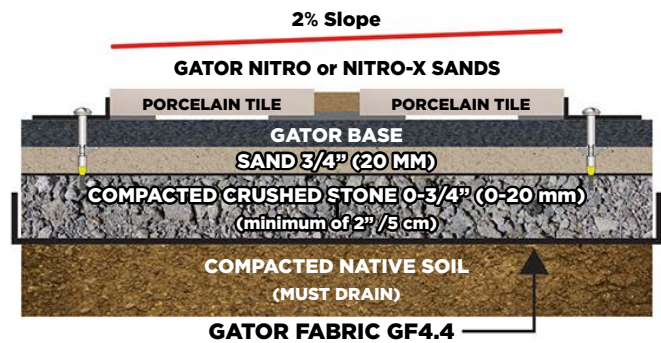 2% Slope
GATOR NITRO or NITRO-X SANDS
PORCELAIN TILE PORCELAIN TILE
GATOR BASE
SAND 3/4” (20 MM)
COMPACTED CRUSHED STONE 0-3/4” (0-20 mm)
(minimum of 2” /5 cm)
COMPACTED NATIVE SOIL
(MUST DRAIN)
GATOR FABRIC GF4.4